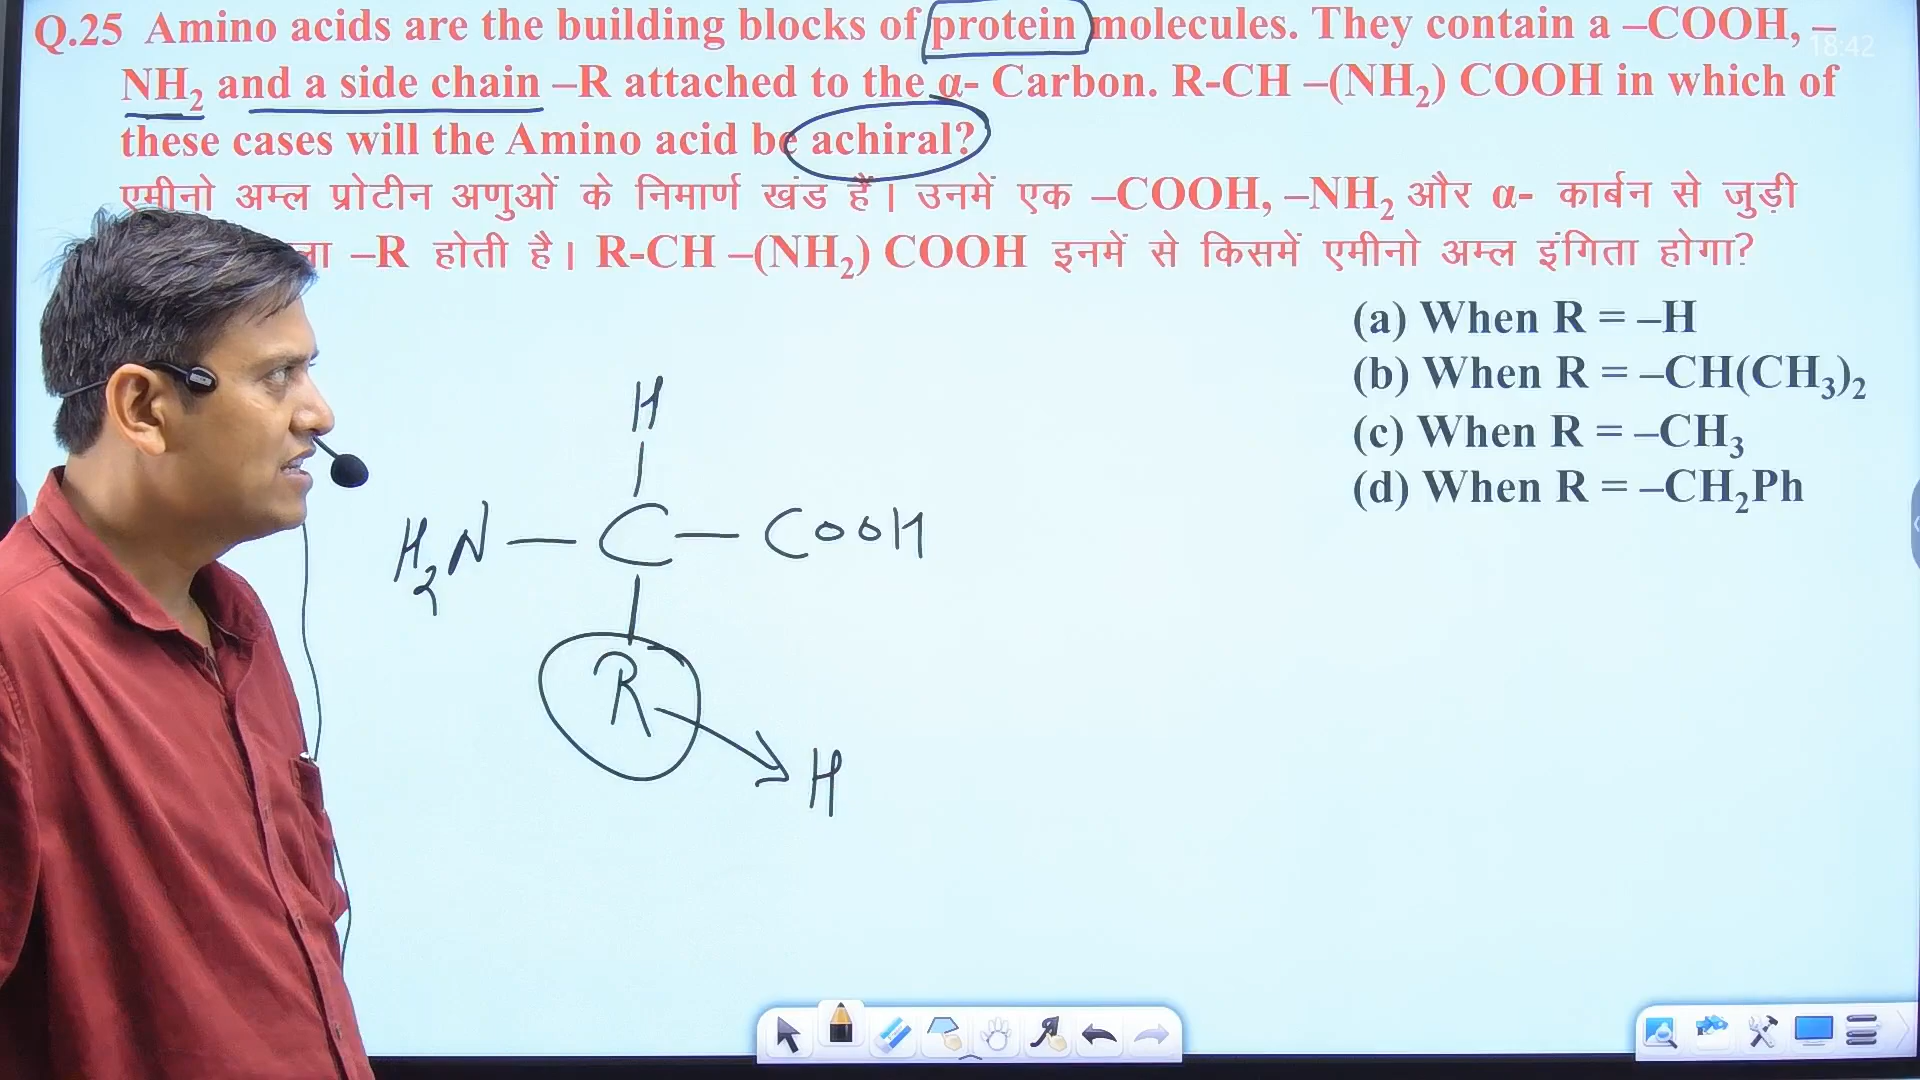 Q.25 Amino acids are the building blocks of protein molecules. They contain a –COOH, –
18:42
NH₂ and a side chain –R attached to the α- Carbon. R-CH –(NH₂) COOH in which of
these cases will the Amino acid be achiral?
एमीनो अम्ल प्रोटीन अणुओं के निमार्ण खंड हैं। उनमें एक –COOH, –NH₂ और α- कार्बन से जुड़ी
–R होती है। R-CH –(NH₂) COOH इनमें से किसमें एमीनो अम्ल इंगिता होगा?
(a) When R = –H
(b) When R = –CH(CH₃)₂
(c) When R = –CH₃
(d) When R = –CH₂Ph
H
H₂N — C — COOH
R
H